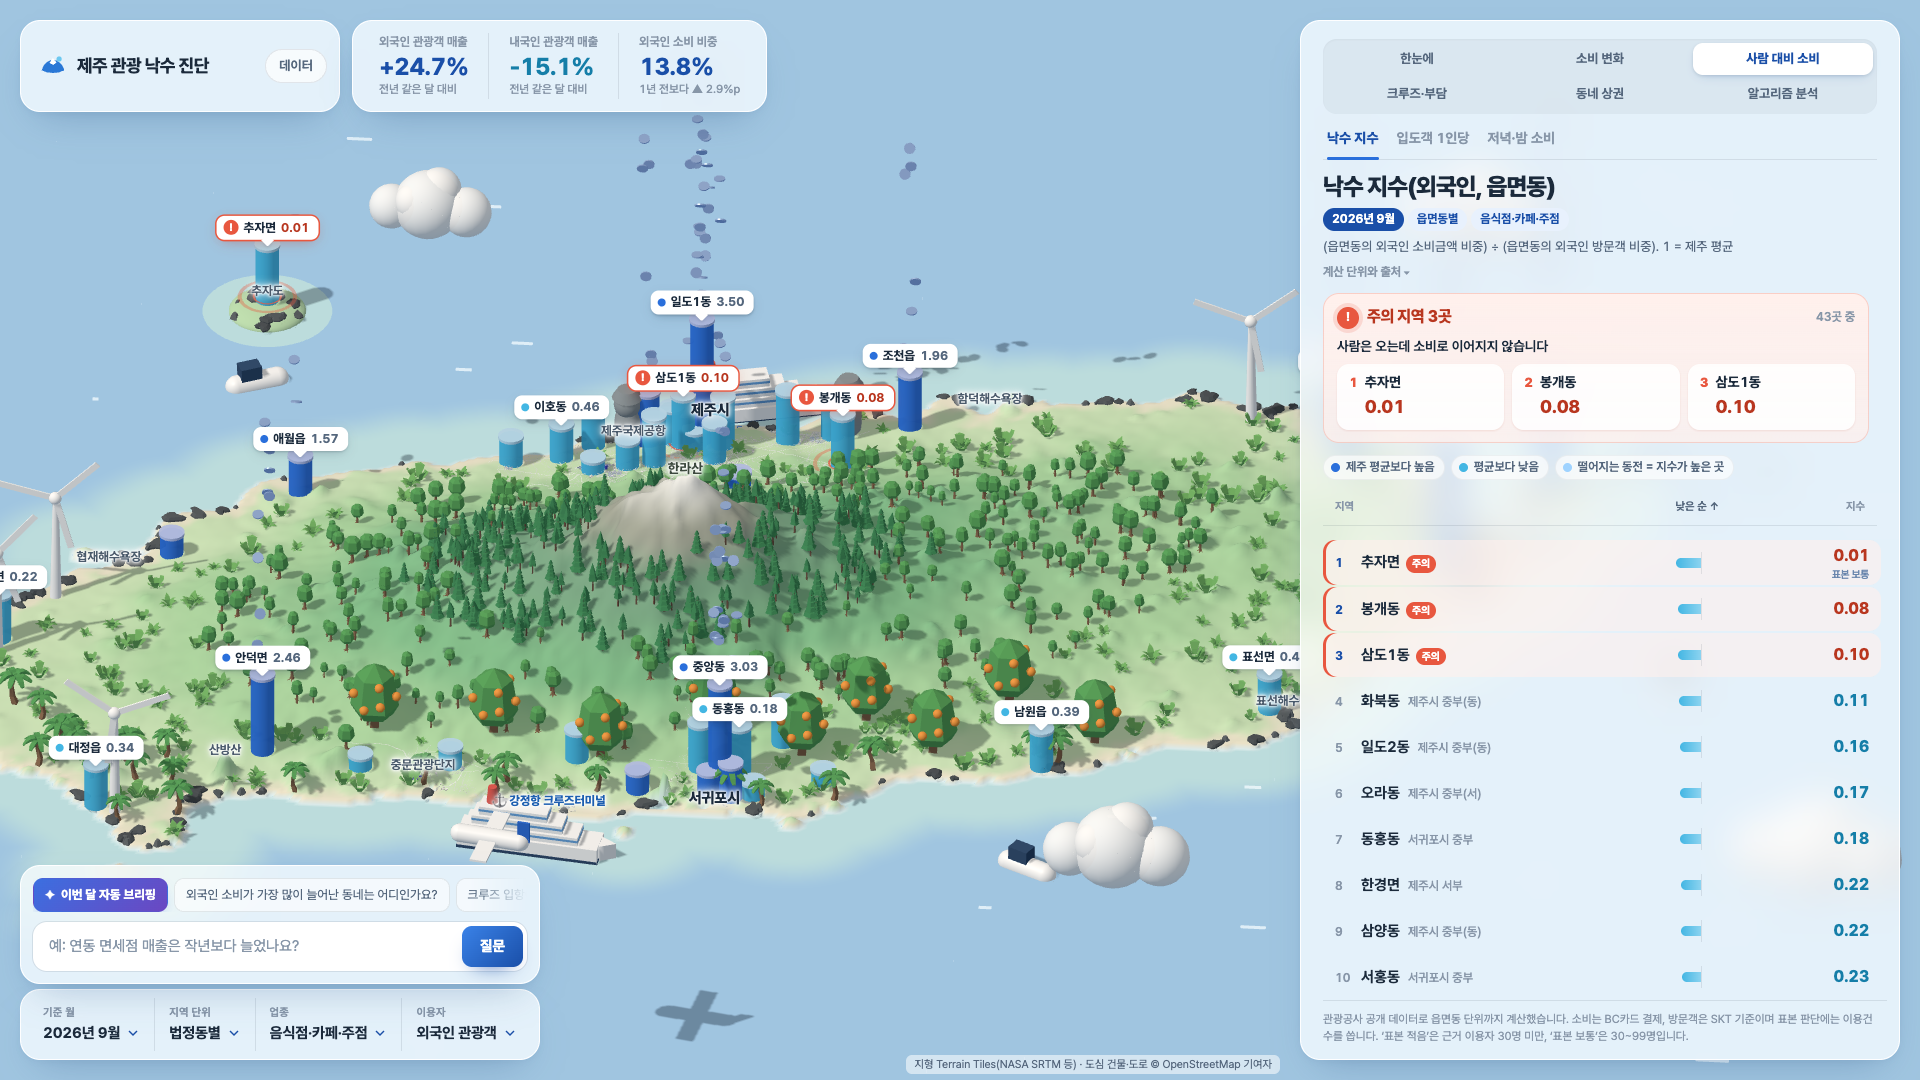 제주 관광 낙수 진단
데이터
외국인 관광객 매출
+24.7%
전년 같은 달 대비
내국인 관광객 매출
-15.1%
전년 같은 달 대비
외국인 소비 비중
13.8%
1년 전보다 ▲ 2.9%p
추자면 0.01
추자도
일도1동 3.50
조천읍 1.96
삼도1동 0.10
봉개동 0.08
이호동 0.46
제주시
제주국제공항
함덕해수욕장
애월읍 1.57
한라산
협재해수욕장
0.22
안덕면 2.46
중앙동 3.03
동홍동 0.18
남원읍 0.39
표선면 0.4
표선해수
대정읍 0.34
산방산
중문관광단지
서귀포시
강정항 크루즈터미널
이번 달 자동 브리핑
외국인 소비가 가장 많이 늘어난 동네는 어디인가요?
크루즈 입항
예: 연동 면세점 매출은 작년보다 늘었나요?
질문
기준 월
2026년 9월
지역 단위
법정동별
업종
음식점·카페·주점
이용자
외국인 관광객
지형 Terrain Tiles(NASA SRTM 등) · 도심 건물·도로 © OpenStreetMap 기여자
한눈에
소비 변화
사람 대비 소비
크루즈·부담
동네 상권
알고리즘 분석
낙수 지수
입도객 1인당
저녁·밤 소비
낙수 지수(외국인, 읍면동)
2026년 9월
읍면동별
음식점·카페·주점
(읍면동의 외국인 소비금액 비중) ÷ (읍면동의 외국인 방문객 비중). 1 = 제주 평균
계산 단위와 출처
주의 지역 3곳
43곳 중
사람은 오는데 소비로 이어지지 않습니다
1 추자면
0.01
2 봉개동
0.08
3 삼도1동
0.10
제주 평균보다 높음
평균보다 낮음
떨어지는 동전 = 지수가 높은 곳
지역
낮은 순 ↑
지수
1 추자면 주의 0.01
표본 보통
2 봉개동 주의 0.08
3 삼도1동 주의 0.10
4 화북동 제주시 중부(동) 0.11
5 일도2동 제주시 중부(동) 0.16
6 오라동 제주시 중부(서) 0.17
7 동홍동 서귀포시 중부 0.18
8 한경면 제주시 서부 0.22
9 삼양동 제주시 중부(동) 0.22
10 서홍동 서귀포시 중부 0.23
관광공사 공개 데이터로 읍면동 단위까지 계산했습니다. 소비는 BC카드 결제, 방문객은 SKT 기준이며 표본 판단에는 이용건
수를 씁니다. '표본 적음'은 근거 이용자 30명 미만, '표본 보통'은 30~99명입니다.